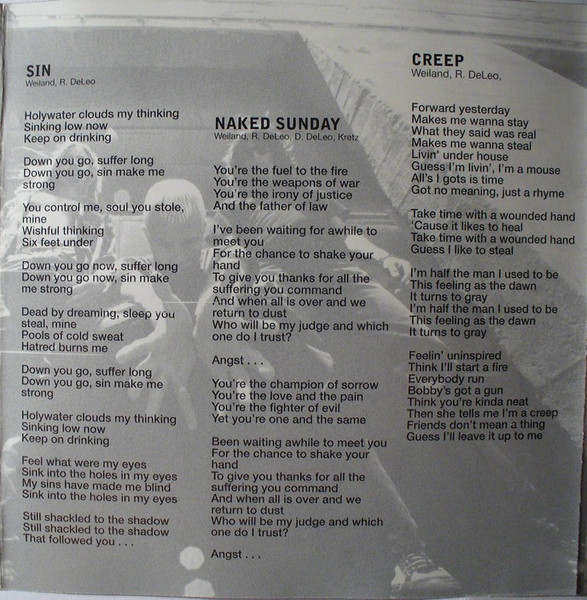 SIN
Weiland, R. DeLeo
Holywater clouds my thinking
Sinking low now
Keep on drinking
Down you go, suffer long
Down you go, sin make me
strong
You control me, soul you stole,
mine
Wishful thinking
Six feet under
Down you go now, suffer long
Down you go now, sin make
me strong
Dead by dreaming, sleep you
steal, mine
Pools of cold sweat
Hatred burns me
Down you go, suffer long
Down you go, sin make me
strong
Holywater clouds my thinking
Sinking low now
Keep on drinking
Feel what were my eyes
Sink into the holes in my eyes
My sins have made me blind
Sink into the holes in my eyes
Still shackled to the shadow
Still shackled to the shadow
That followed you . . .
NAKED SUNDAY
Weiland, R. DeLeo, D. DeLeo, Kretz
You're the fuel to the fire
You're the weapons of war
You're the irony of justice
And the father of law
I've been waiting for awhile to
meet you
For the chance to shake your
hand
To give you thanks for all the
suffering you command
And when all is over and we
return to dust
Who will be my judge and which
one do I trust?
Angst . . .
You're the champion of sorrow
You're the love and the pain
You're the fighter of evil
Yet you're one and the same
Been waiting awhile to meet you
For the chance to shake your
hand
To give you thanks for all the
suffering you command
And when all is over and we
return to dust
Who will be my judge and which
one do I trust?
Angst . . .
CREEP
Weiland, R. DeLeo,
Forward yesterday
Makes me wanna stay
What they said was real
Makes me wanna steal
Livin' under house
Guess I'm livin', I'm a mouse
All's I gots is time
Got no meaning, just a rhyme
Take time with a wounded hand
'Cause it likes to heal
Take time with a wounded hand
Guess I like to steal
I'm half the man I used to be
This feeling as the dawn
It turns to gray
I'm half the man I used to be
This feeling as the dawn
It turns to gray
Feelin' uninspired
Think I'll start a fire
Everybody run
Bobby's got a gun
Think you're kinda neat
Then she tells me I'm a creep
Friends don't mean a thing
Guess I'll leave it up to me